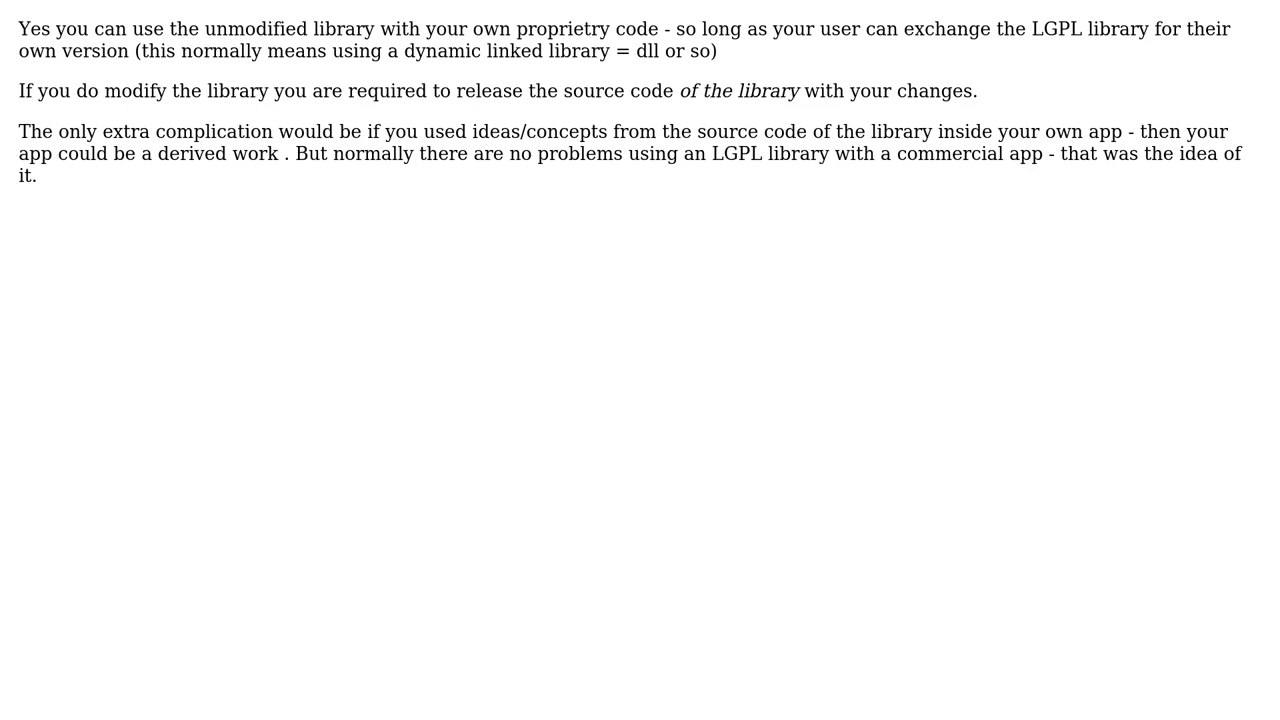 Yes you can use the unmodified library with your own proprietry code - so long as your user can exchange the LGPL library for their
own version (this normally means using a dynamic linked library = dll or so)
If you do modify the library you are required to release the source code of the library with your changes.
The only extra complication would be if you used ideas/concepts from the source code of the library inside your own app - then your
app could be a derived work . But normally there are no problems using an LGPL library with a commercial app - that was the idea of
it.